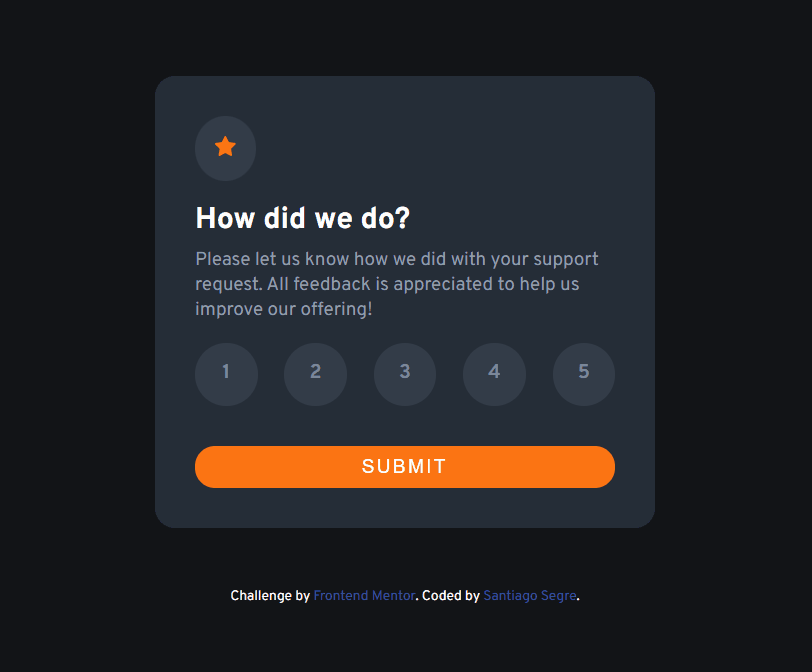 How did we do?
Please let us know how we did with your support
request. All feedback is appreciated to help us
improve our offering!
1 2 3 4 5
SUBMIT
Challenge by Frontend Mentor. Coded by Santiago Segre.